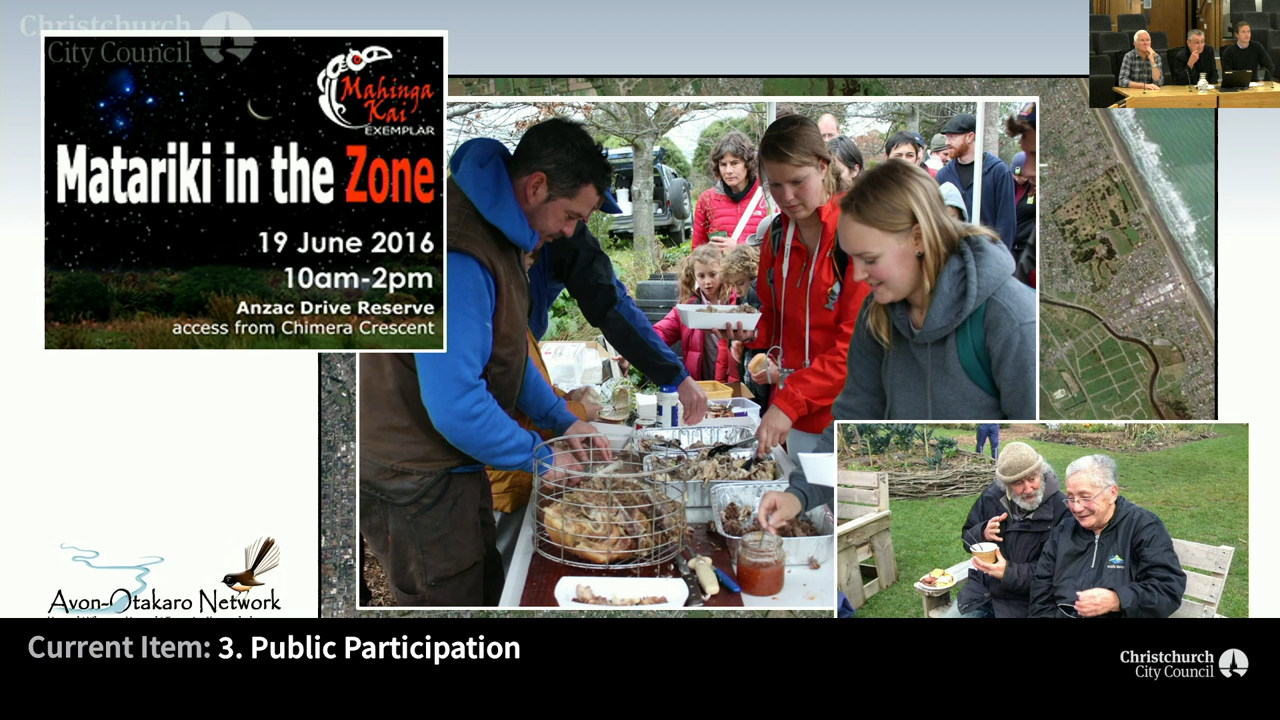 Christchurch
City Council
Mahinga
Kai
EXEMPLAR
Matariki in the Zone
19 June 2016
10am-2pm
Anzac Drive Reserve
access from Chimera Crescent
Avon-Otakaro Network
Current Item: 3. Public Participation
Christchurch
City Council